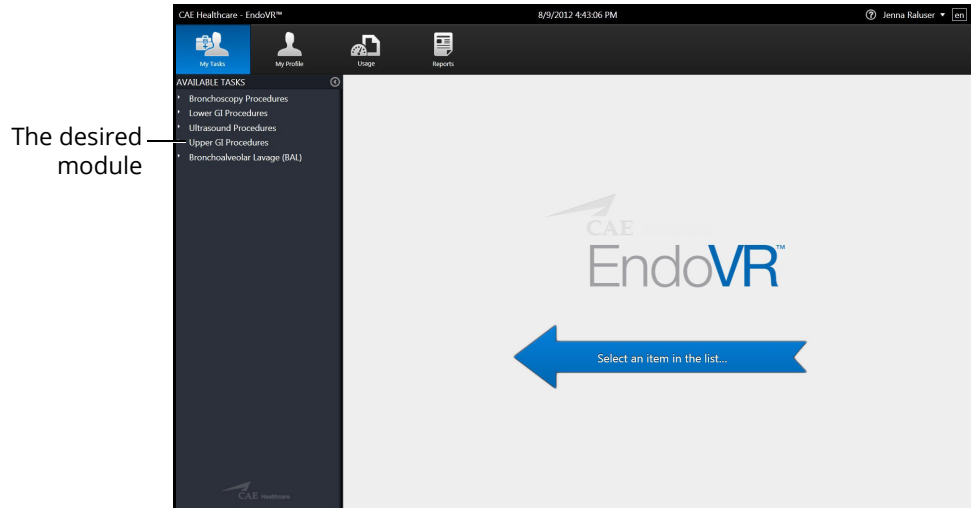 CAE Healthcare - EndoVR™ 8/9/2012 4:43:06 PM Jenna Raluser en
My Tasks My Profile Usage Reports
AVAILABLE TASKS
Bronchoscopy Procedures
Lower GI Procedures
Ultrasound Procedures
Upper GI Procedures
Bronchoalveolar Lavage (BAL)
The desired
module
CAE
EndoVR™
Select an item in the list...
CAE Healthcare